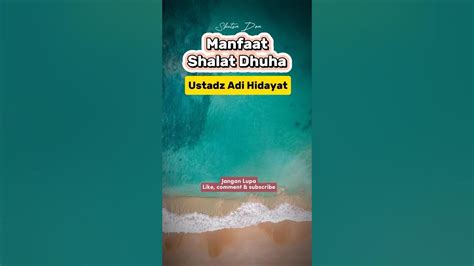 Manfaat
Shalat Dhuha
Ustadz Adi Hidayat
Jangan Lupa
Like, comment & subscribe